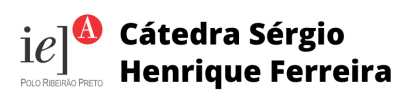 ie] A
POLO RIBEIRÃO PRETO
Cátedra Sérgio
Henrique Ferreira